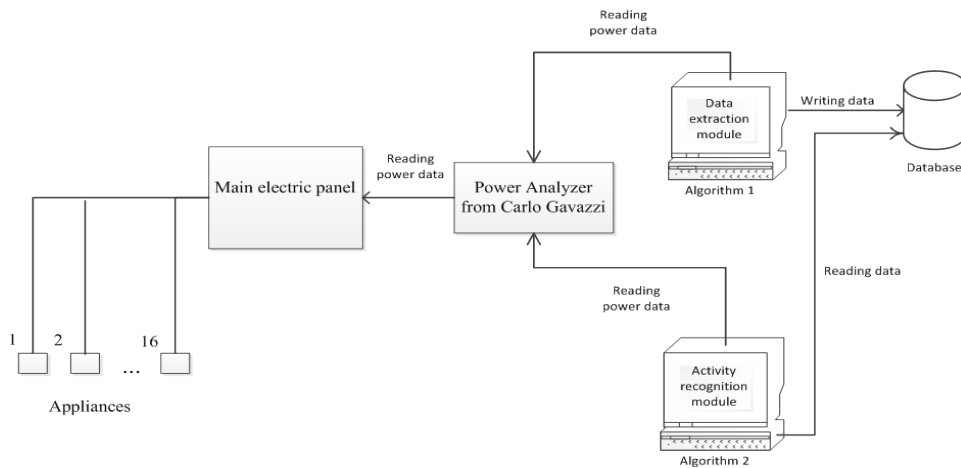 Reading
power data
Data
extraction
module
Writing data
Database
Algorithm 1
Main electric panel
Reading
power data
Power Analyzer
from Carlo Gavazzi
Reading data
Reading
power data
1
2
...
16
Appliances
Activity
recognition
module
Algorithm 2